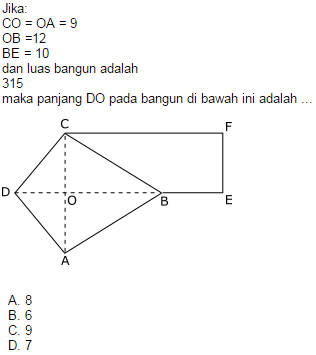 Jika:
CO = OA = 9
OB =12
BE = 10
dan luas bangun adalah
315
maka panjang DO pada bangun di bawah ini adalah ...
C F
D O B E
A
A. 8
B. 6
C. 9
D. 7